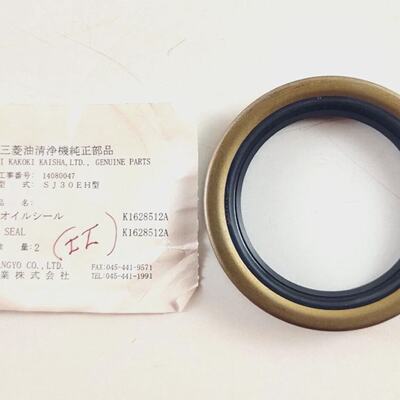 三菱油清浄機純正部品
I KAKOKI KAISHA,LTD., GENUINE PARTS
工事番号: 14080047
型 式: SJ30EH型
品 名:
オイルシール K1628512A
SEAL K1628512A
数 量: 2 (II)
NGYO CO.,LTD. FAX:045-441-9571
業株式会社 TEL:045-441-1991